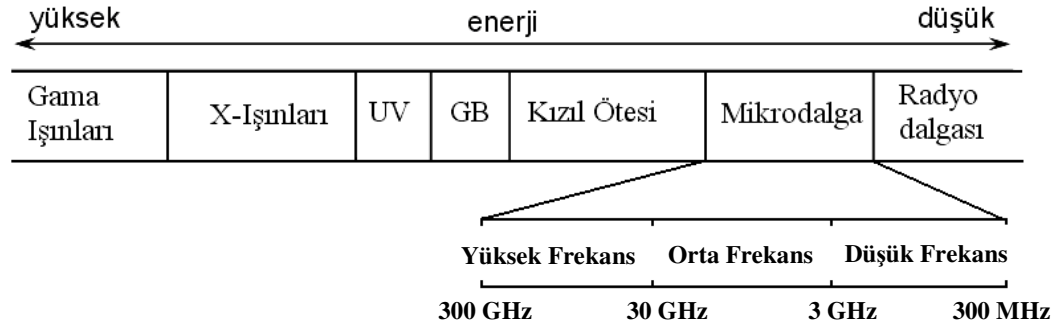 yüksek enerji düşük
Gama Işınları X-Işınları UV GB Kızıl Ötesi Mikrodalga Radyo dalgası
Yüksek Frekans Orta Frekans Düşük Frekans
300 GHz 30 GHz 3 GHz 300 MHz